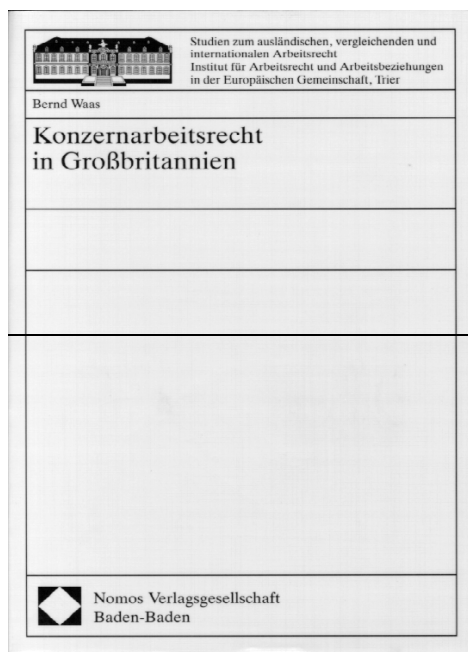 Studien zum ausländischen, vergleichenden und
internationalen Arbeitsrecht
Institut für Arbeitsrecht und Arbeitsbeziehungen
in der Europäischen Gemeinschaft, Trier
Bernd Waas
Konzernarbeitsrecht
in Großbritannien
Nomos Verlagsgesellschaft
Baden-Baden